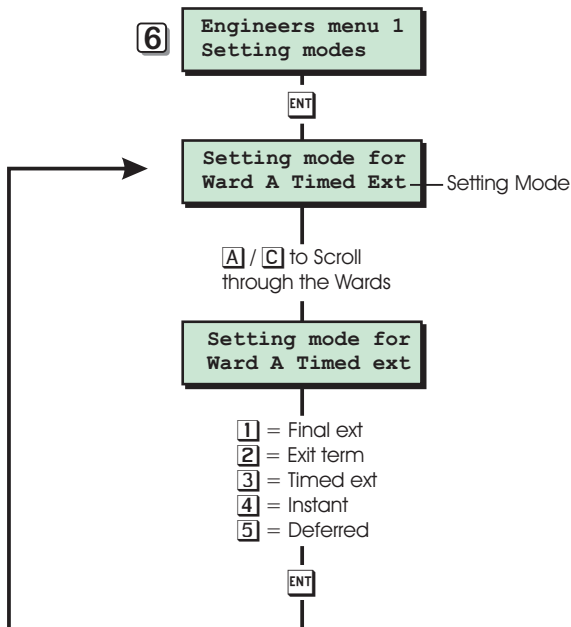 6
Engineers menu 1
Setting modes
ENT
Setting mode for
Ward A Timed Ext
Setting Mode
A / C to Scroll
through the Wards
Setting mode for
Ward A Timed ext
1 = Final ext
2 = Exit term
3 = Timed ext
4 = Instant
5 = Deferred
ENT